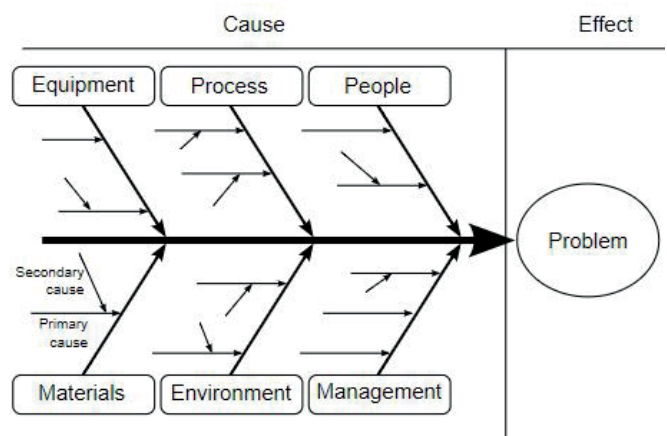 Cause
Effect
Equipment
Process
People
Problem
Secondary
cause
Primary
cause
Materials
Environment
Management